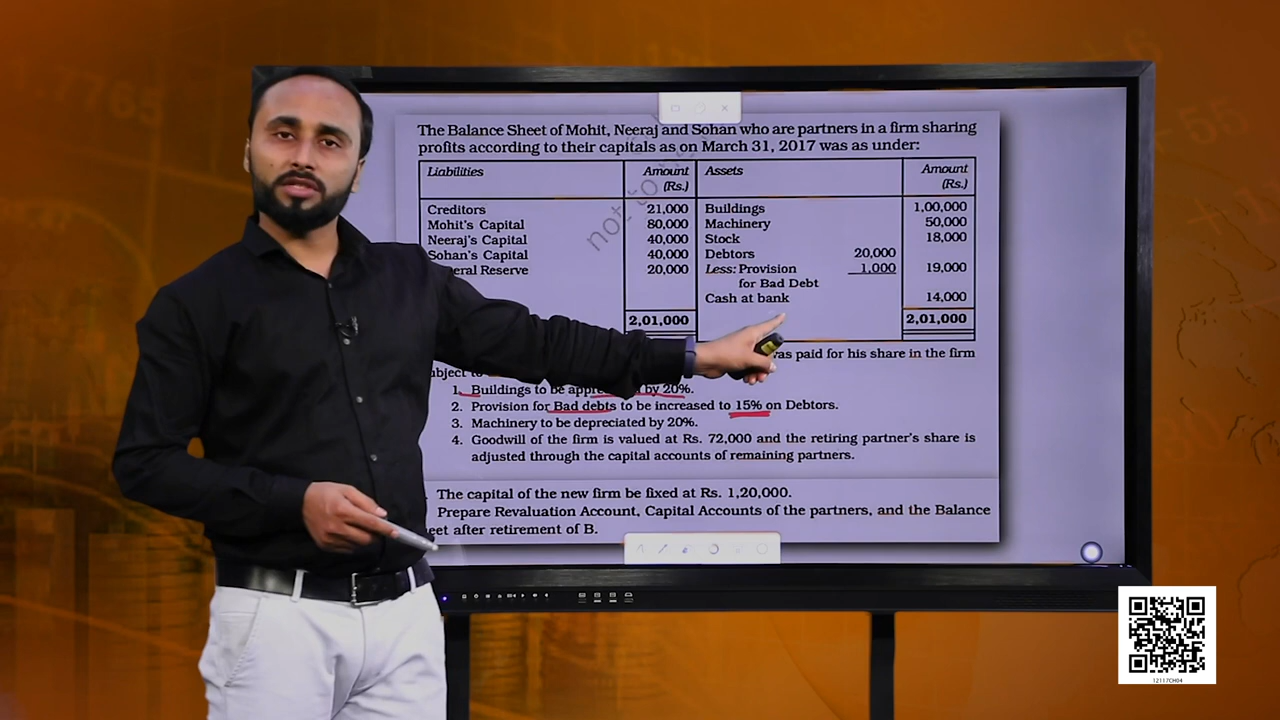 The Balance Sheet of Mohit, Neeraj and Sohan who are partners in a firm sharing
profits according to their capitals as on March 31, 2017 was as under:
Liabilities Amount (Rs.) Assets Amount (Rs.)
Creditors 21,000 Buildings 1,00,000
Mohit's Capital 80,000 Machinery 50,000
Neeraj's Capital 40,000 Stock 18,000
Sohan's Capital 40,000 Debtors 20,000
Reserve 20,000 Less: Provision 1,000 19,000
for Bad Debt
Cash at bank 14,000
2,01,000 2,01,000
not to
was paid for his share in the firm
1. Buildings to be by 20%.
2. Provision for Bad debts to be increased to 15% on Debtors.
3. Machinery to be depreciated by 20%.
4. Goodwill of the firm is valued at Rs. 72,000 and the retiring partner's share is
adjusted through the capital accounts of remaining partners.
The capital of the new firm be fixed at Rs. 1,20,000.
Prepare Revaluation Account, Capital Accounts of the partners, and the Balance
after retirement of B.
12117CH04